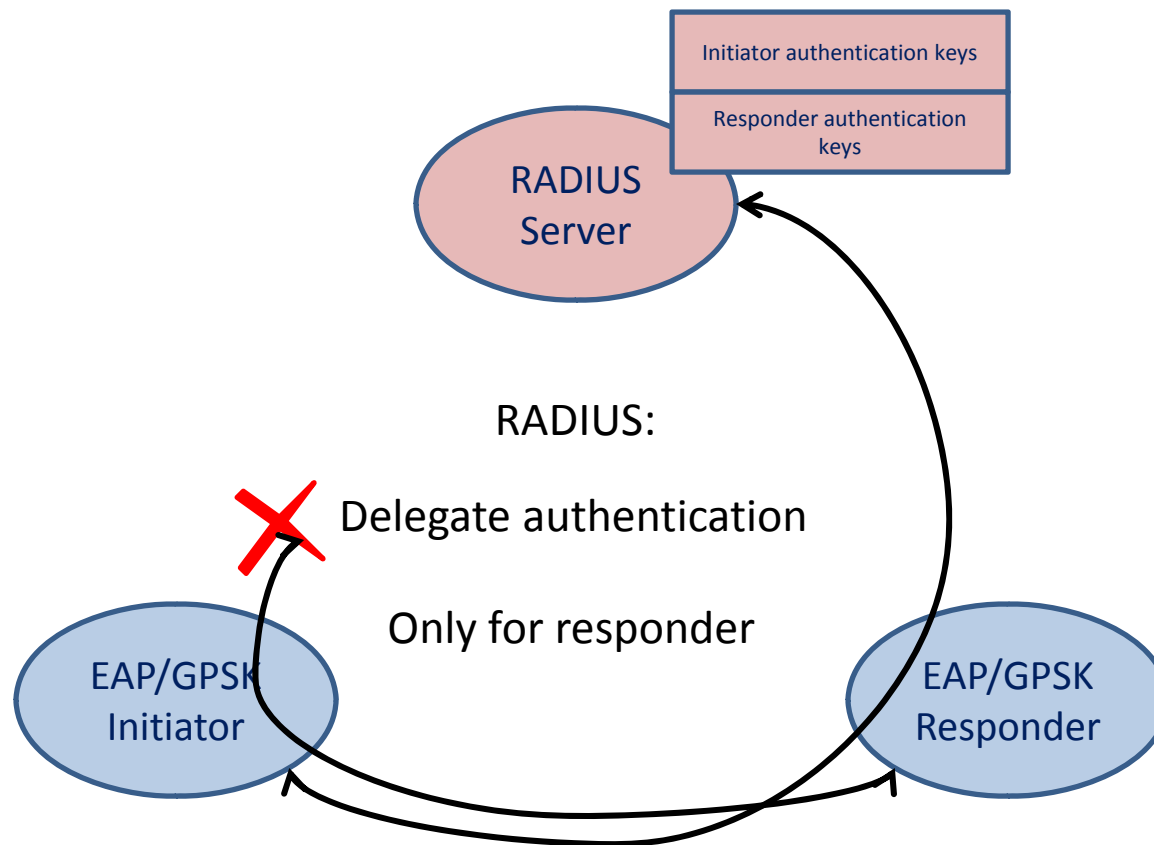 Initiator authentication keys
Responder authentication
keys
RADIUS
Server
RADIUS:
Delegate authentication
Only for responder
EAP/GPSK
Initiator
EAP/GPSK
Responder